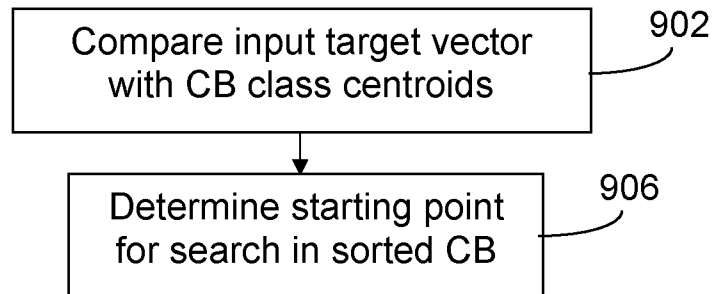 Compare input target vector
with CB class centroids
902
Determine starting point
for search in sorted CB
906